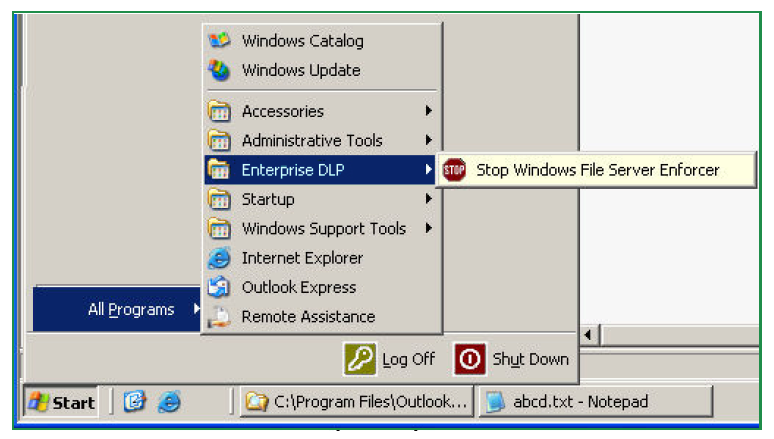 Windows Catalog
Windows Update
Accessories
Administrative Tools
Enterprise DLP
STOP Stop Windows File Server Enforcer
Startup
Windows Support Tools
Internet Explorer
Outlook Express
All Programs
Remote Assistance
Log Off
Shut Down
Start
C:\Program Files\Outlook...
abcd.txt - Notepad